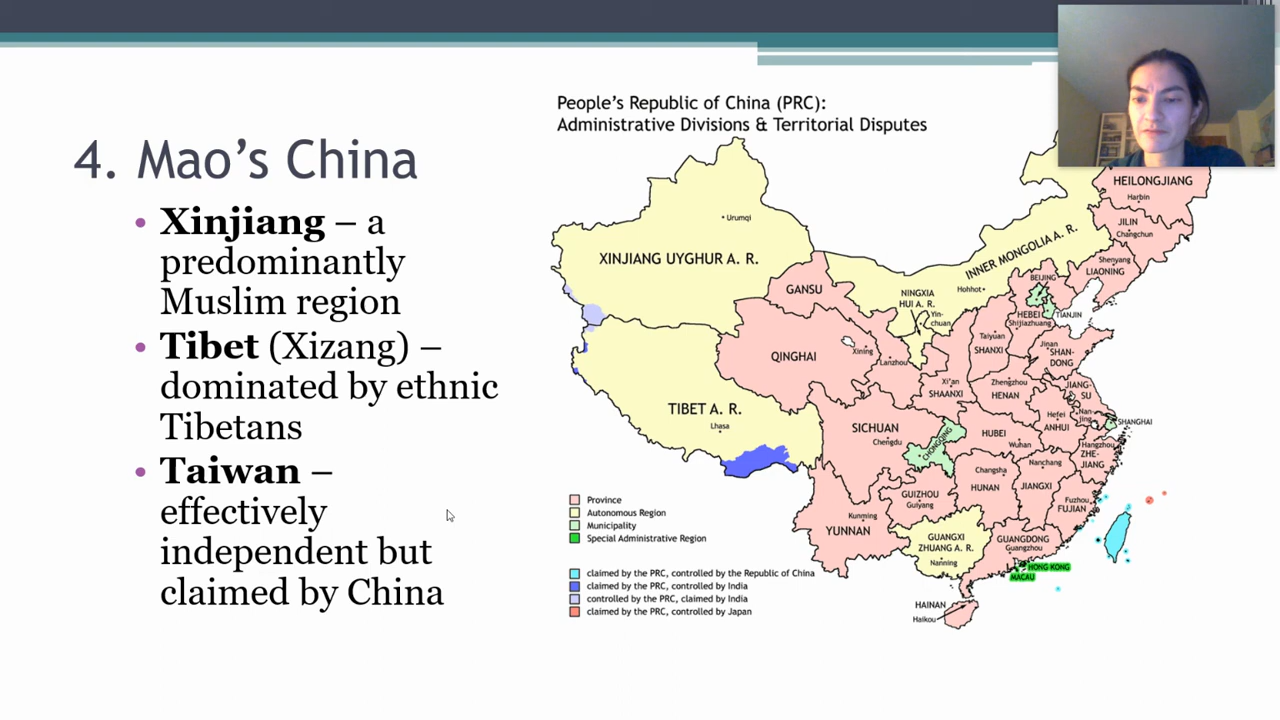 People's Republic of China (PRC):
Administrative Divisions & Territorial Disputes
4. Mao's China
• Xinjiang – a
predominantly
Muslim region
• Tibet (Xizang) –
dominated by ethnic
Tibetans
• Taiwan –
effectively
independent but
claimed by China
HEILONGJIANG
Harbin
JILIN
Changchun
Urumqi
XINJIANG UYGHUR A. R.
INNER MONGOLIA A. R.
Shenyang
LIAONING
GANSU
Hohhot
BEIJING
NINGXIA
HUI A. R.
Yin-
chuan
HEBEI
TIANJIN
Shijiazhuang
Taiyuan
SHANXI
Jinan
SHAN-
DONG
QINGHAI
Xining
Lanzhou
Xi'an
SHAANXI
Zhengzhou
HENAN
JIANG-
SU
TIBET A. R.
Lhasa
SICHUAN
Chengdu
CHONGQING
HUBEI
Wuhan
Hefei
ANHUI
Nan-
jing
SHANGHAI
Hangzhou
ZHE-
JIANG
Changsha
HUNAN
Nanchang
JIANGXI
GUIZHOU
Guiyang
Fuzhou
FUJIAN
Kunming
YUNNAN
GUANGXI
ZHUANG A. R.
Nanning
GUANGDONG
Guangzhou
HONG KONG
MACAU
HAINAN
Haikou
Province
Autonomous Region
Municipality
Special Administrative Region
claimed by the PRC, controlled by the Republic of China
claimed by the PRC, controlled by India
controlled by the PRC, claimed by India
claimed by the PRC, controlled by Japan